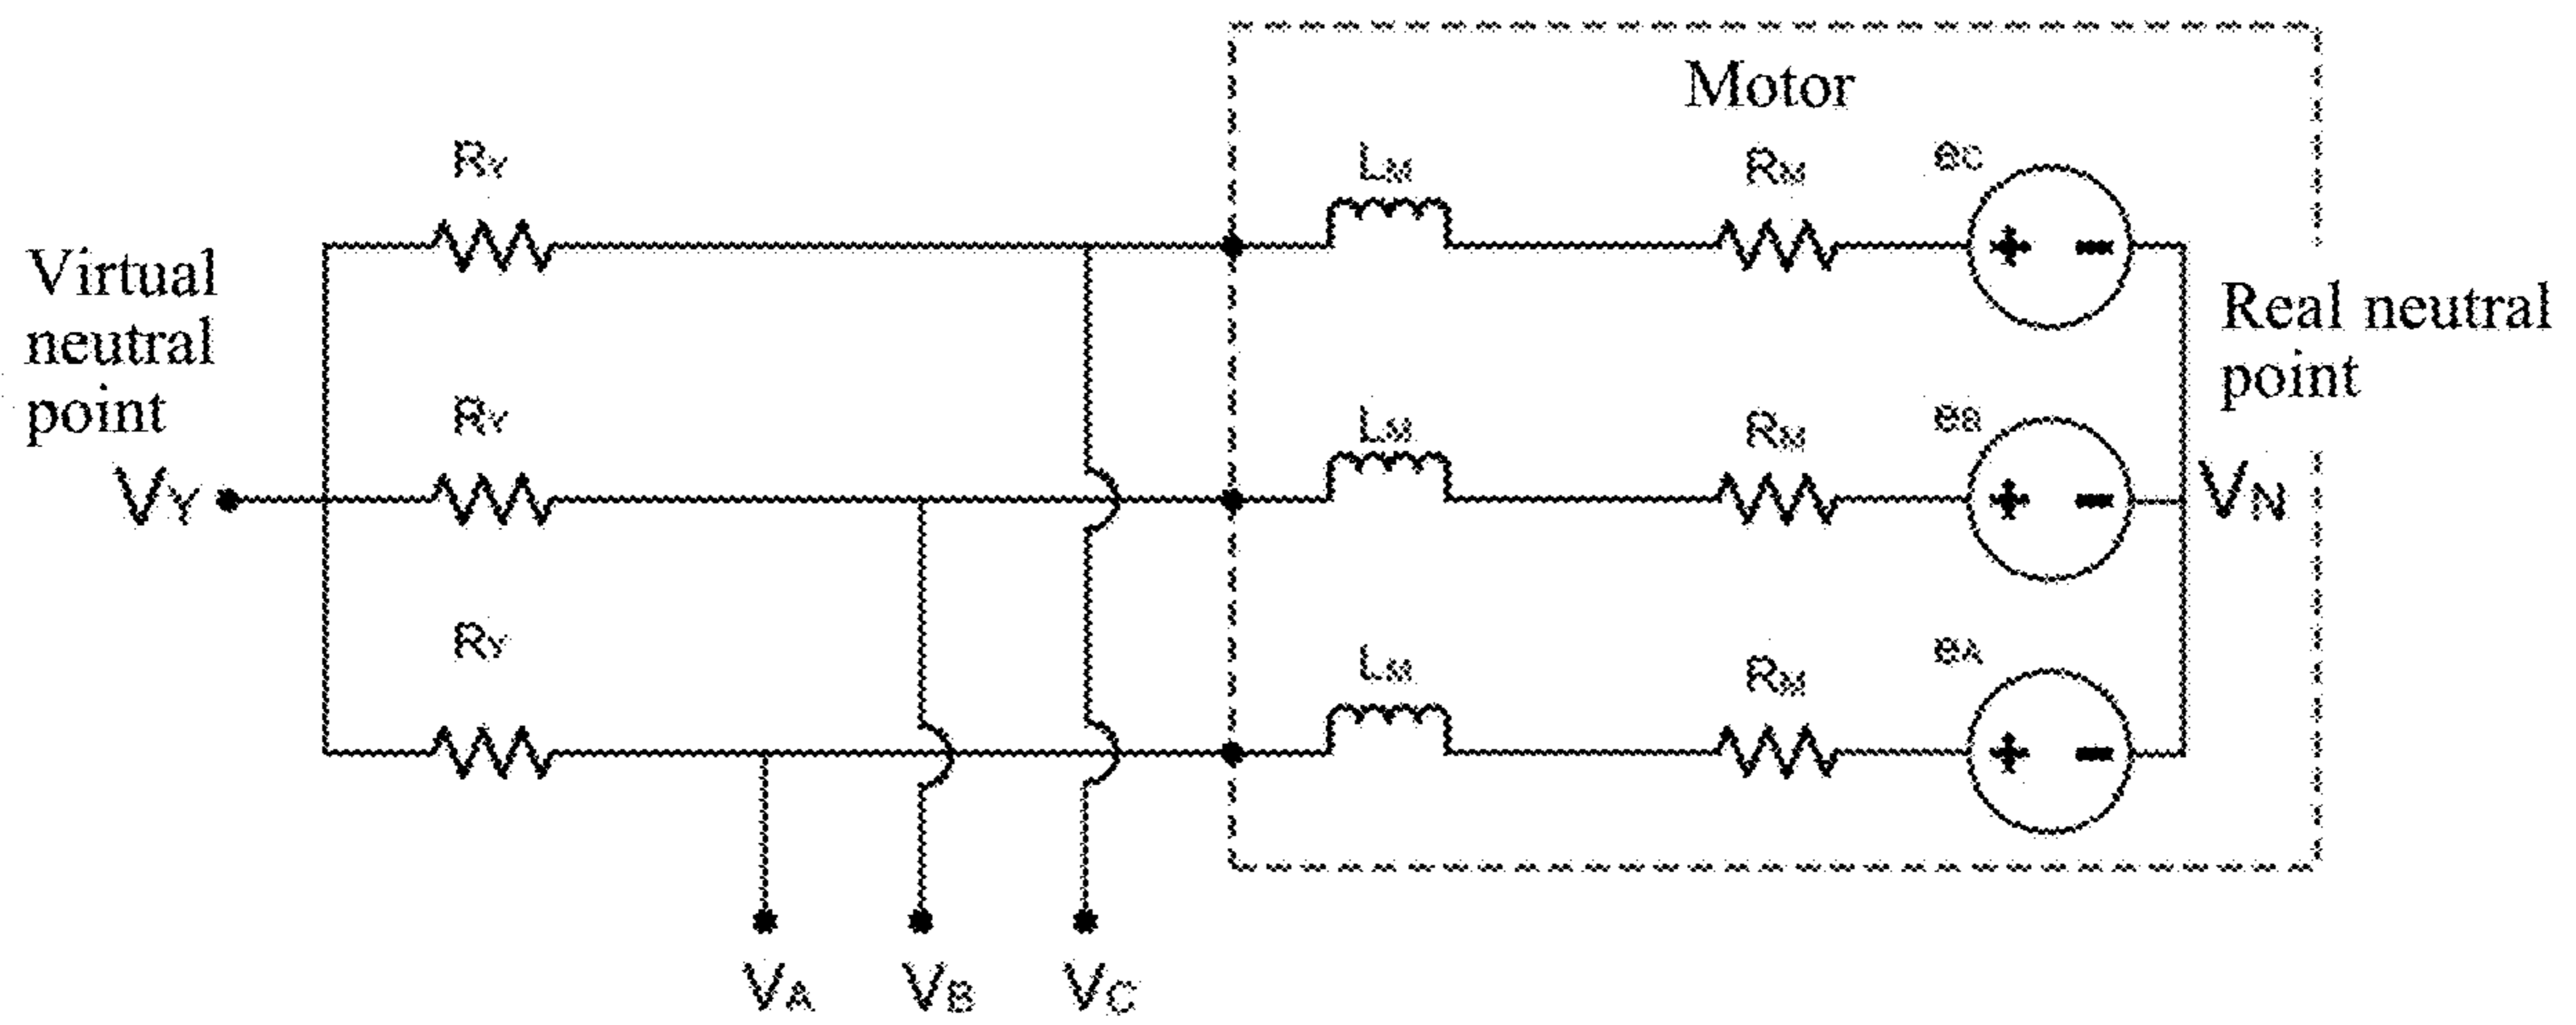 Motor
RY
LM
RM
eC
Virtual
neutral
point
Real neutral
point
RY
LM
RM
eB
VY
VN
RY
LM
RM
eA
VA
VB
VC